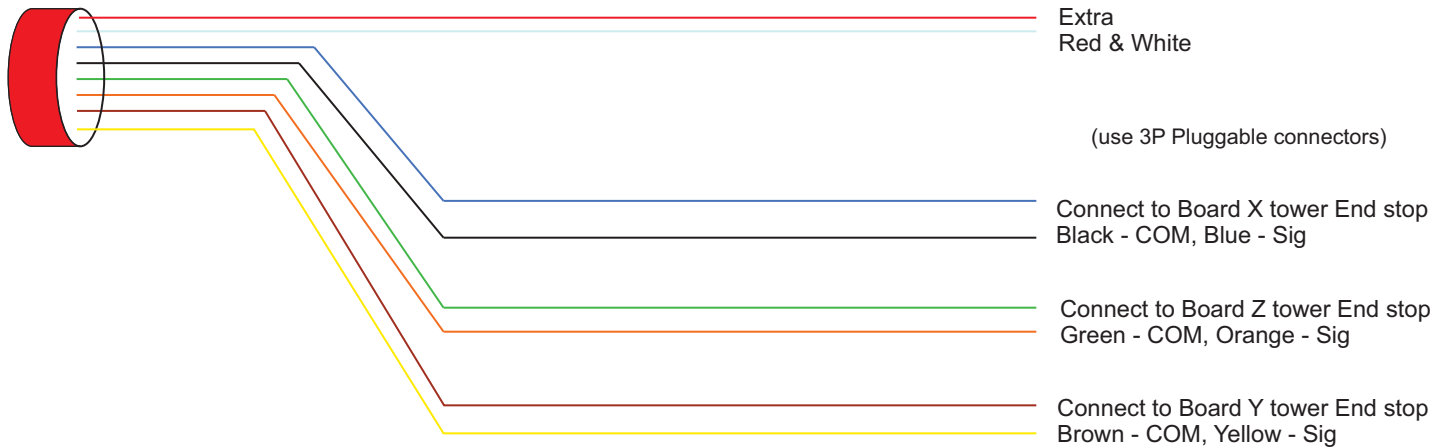 Extra
Red & White
(use 3P Pluggable connectors)
Connect to Board X tower End stop
Black - COM, Blue - Sig
Connect to Board Z tower End stop
Green - COM, Orange - Sig
Connect to Board Y tower End stop
Brown - COM, Yellow - Sig